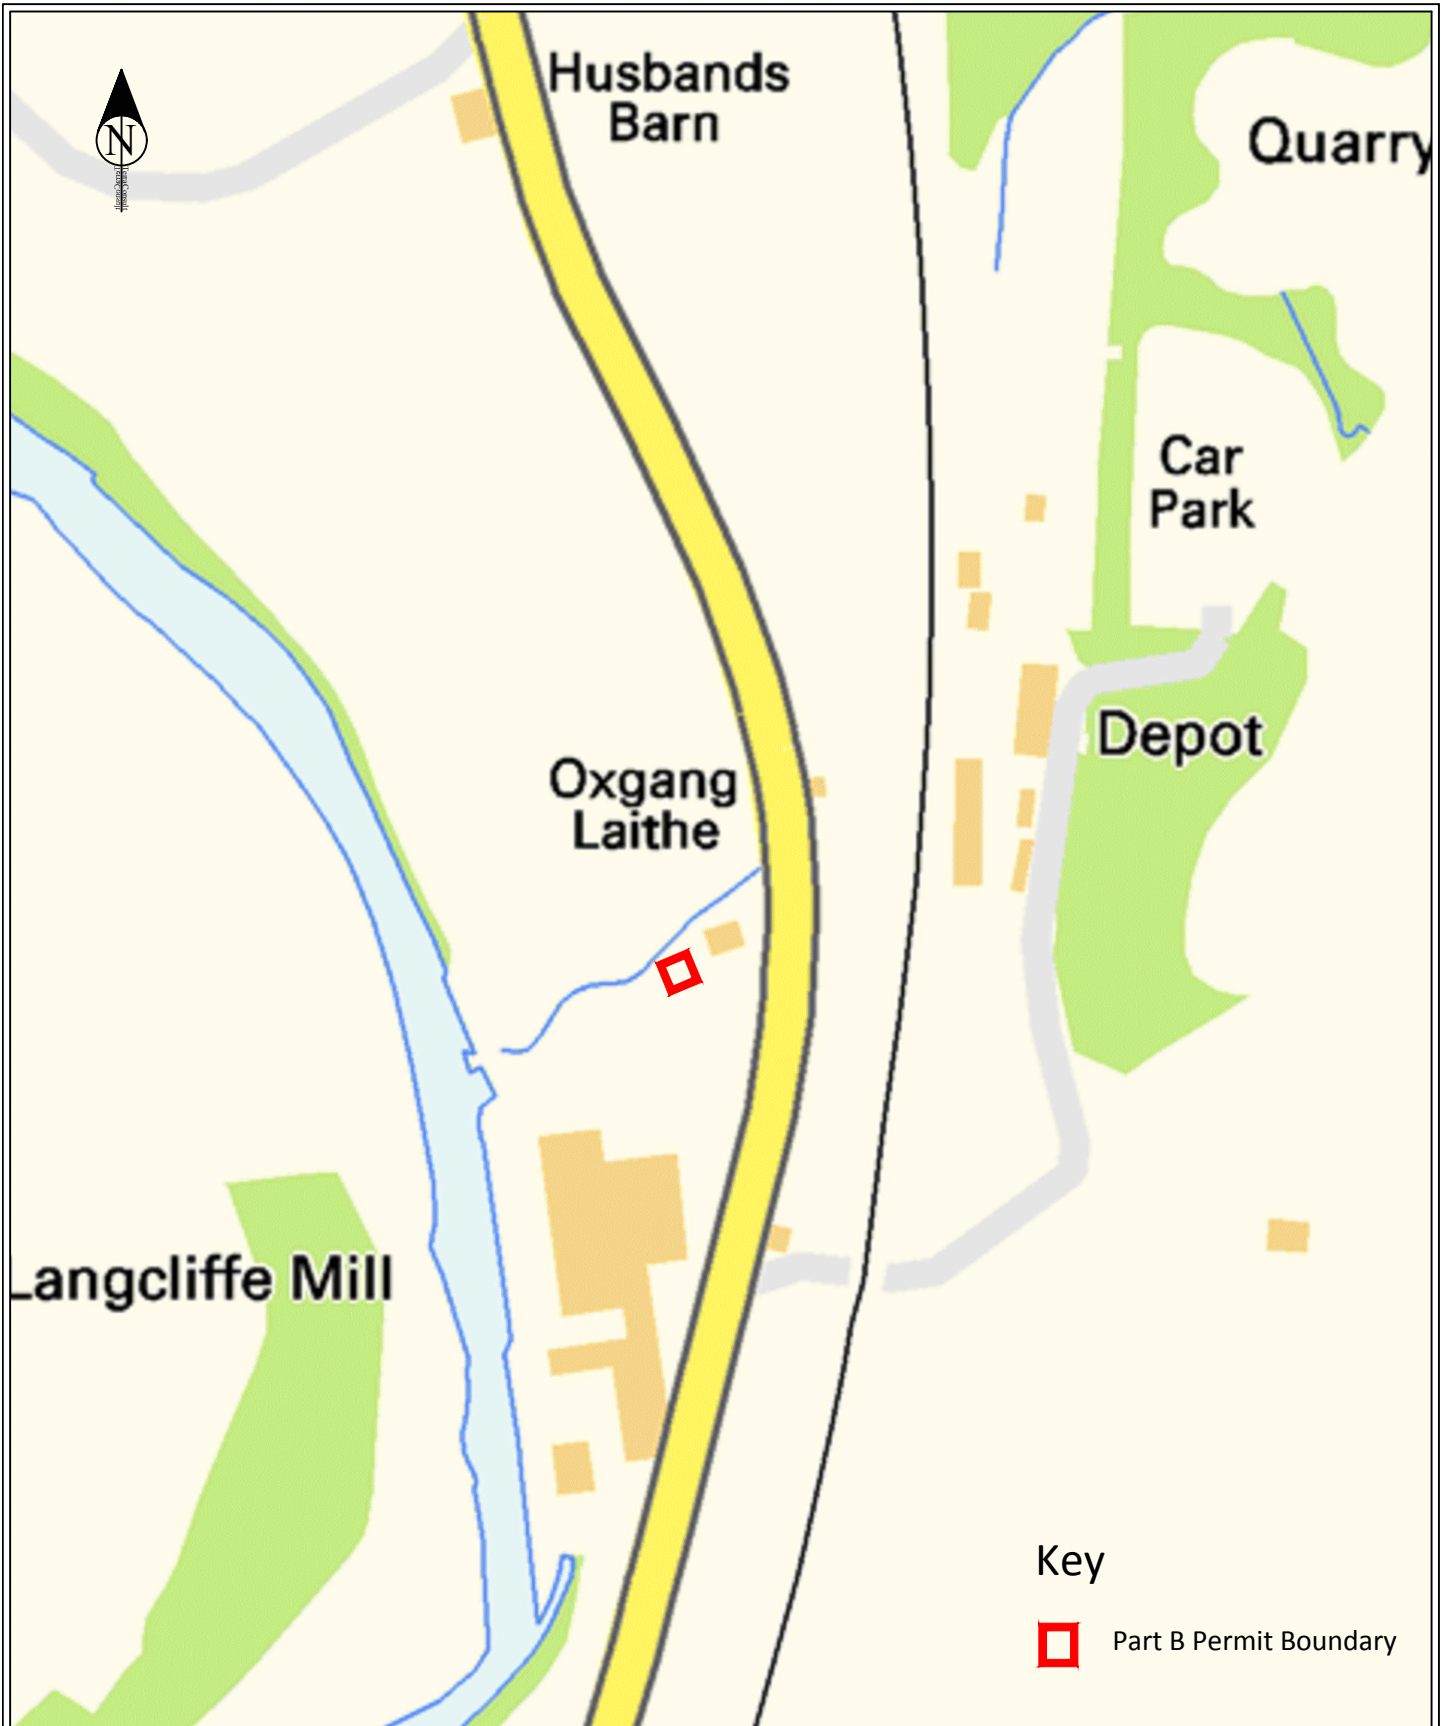 Husbands
Barn
Quarry
N
Car
Park
Depot
Oxgang
Laithe
Langcliffe Mill
Key
Part B Permit Boundary